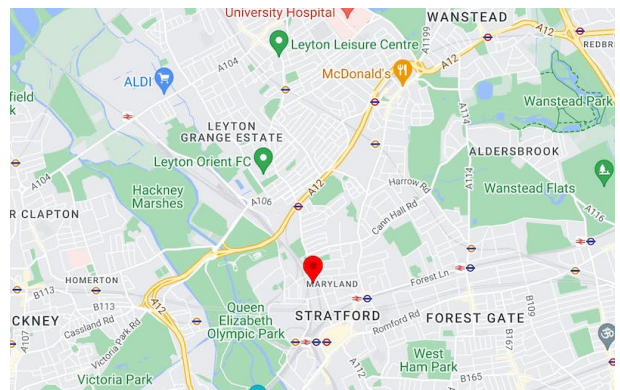 University Hospital
WANSTEAD
A12
REDBR
Leyton Leisure Centre
A1199
A104
McDonald's
ALDI
field
k
Wanstead Park
A114
LEYTON
GRANGE ESTATE
ALDERSBROOK
Leyton Orient FC
A104
A12
Harrow Rd
A114
Wanstead Flats
Hackney
Marshes
A106
Cann Hall Rd
A116
R CLAPTON
HOMERTON
MARYLAND
Forest Ln
B113
B113
A12
Queen
Elizabeth
Olympic Park
STRATFORD
Romford Rd
FOREST GATE
B109
CKNEY
Cassland Rd
A107
Victoria Park Rd
B167
West
Ham Park
B165
Victoria Park